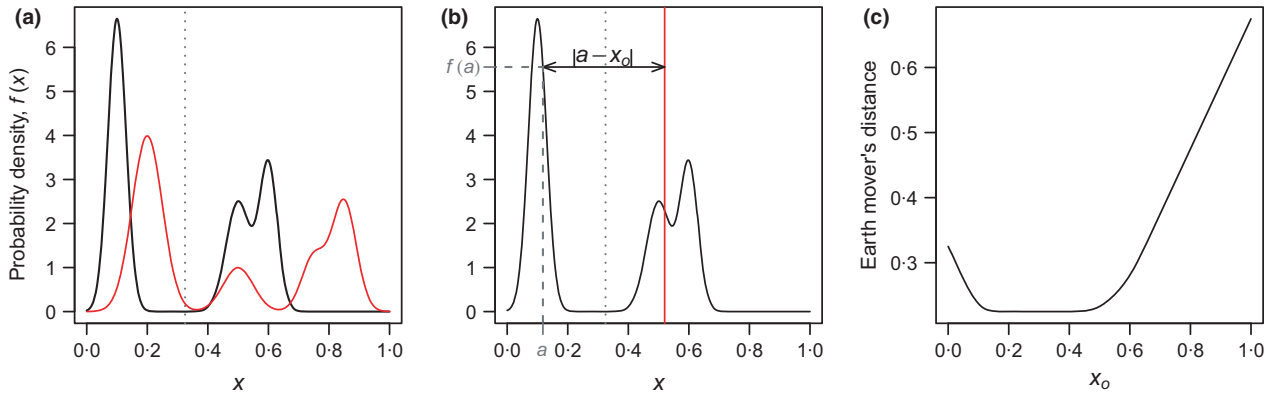 (a)
Probability density, f (x)
6
5
4
3
2
1
0
0·0 0·2 0·4 0·6 0·8 1·0
x
(b)
|a − xo|
f (a)
6
5
4
3
2
1
0
0·0 0·2 0·4 0·6 0·8 1·0
a
x
(c)
Earth mover's distance
0·6
0·5
0·4
0·3
0·0 0·2 0·4 0·6 0·8 1·0
xo